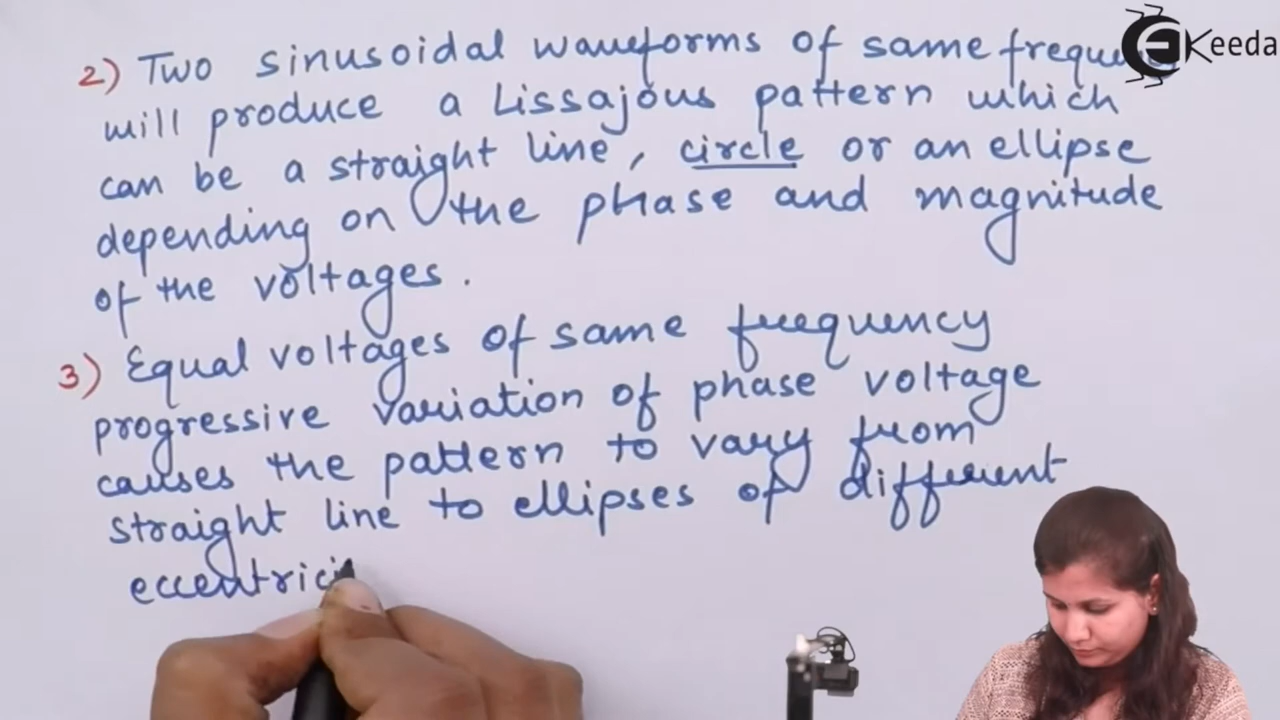 2) Two sinusoidal waveforms of same freque
will produce a Lissajous pattern which
can be a straight line, circle or an ellipse
depending on the phase and magnitude
of the voltages.
3) Equal voltages of same frequency
progressive variation of phase voltage
causes the pattern to vary from
straight line to ellipses of different
eccentrici
EKeeda